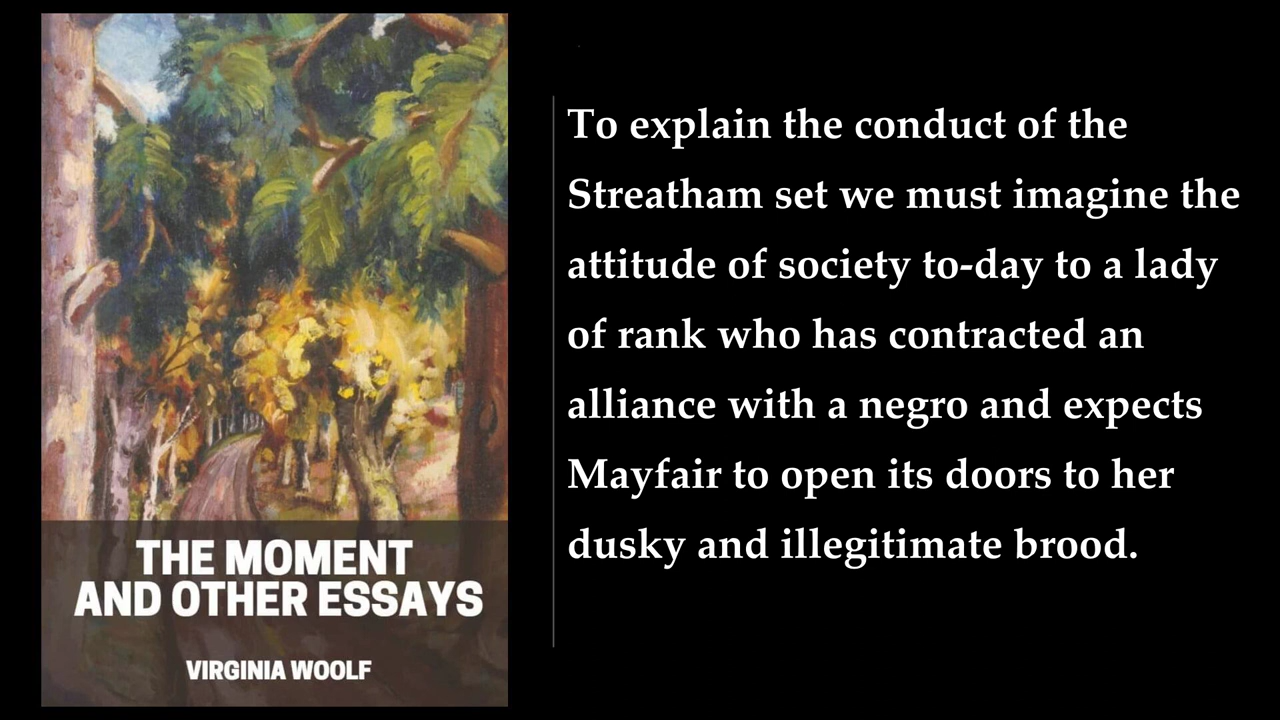 THE MOMENT
AND OTHER ESSAYS
VIRGINIA WOOLF
To explain the conduct of the
Streatham set we must imagine the
attitude of society to-day to a lady
of rank who has contracted an
alliance with a negro and expects
Mayfair to open its doors to her
dusky and illegitimate brood.